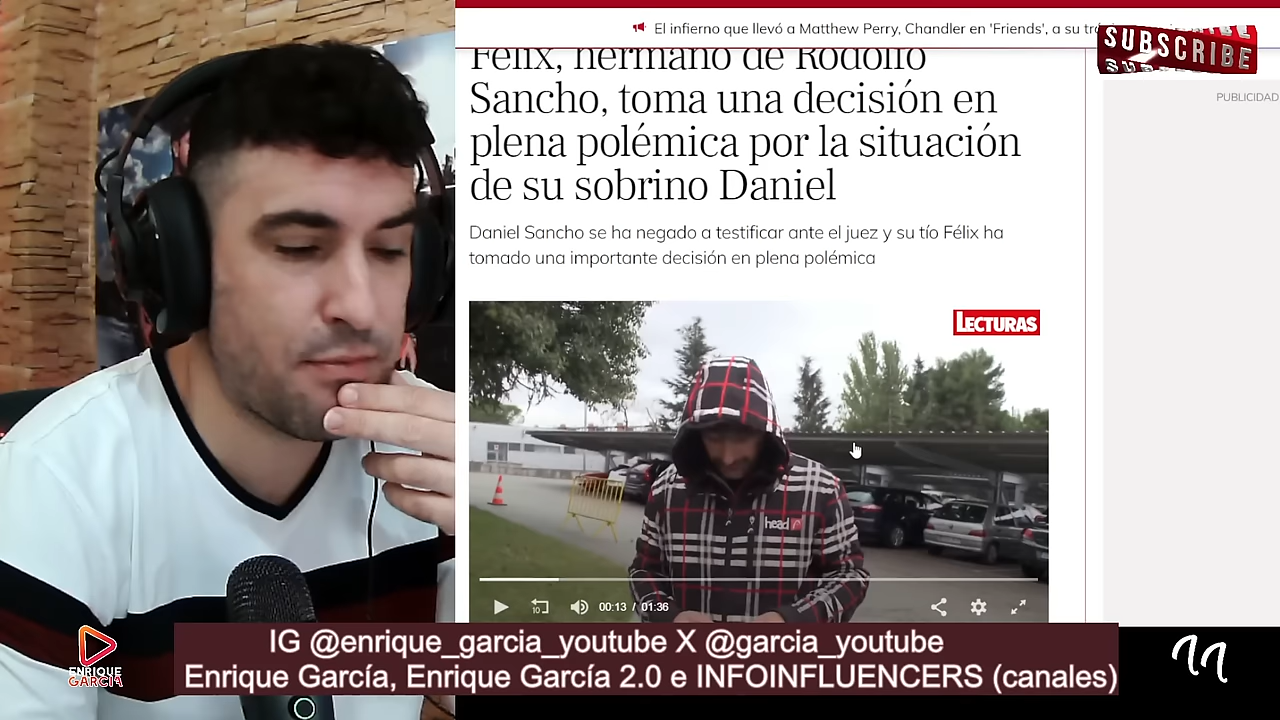 El infierno que llevó a Matthew Perry, Chandler en 'Friends', a su
SUBSCRIBE
Félix, hermano de Rodolfo
Sancho, toma una decisión en
plena polémica por la situación
de su sobrino Daniel
PUBLICIDAD
Daniel Sancho se ha negado a testificar ante el juez y su tío Félix ha
tomado una importante decisión en plena polémica
LECTURAS
head
10
00:13 / 01:36
IG @enrique_garcia_youtube X @garcia_youtube
Enrique García, Enrique García 2.0 e INFOINFLUENCERS (canales)
ENRIQUE
GARCÍA